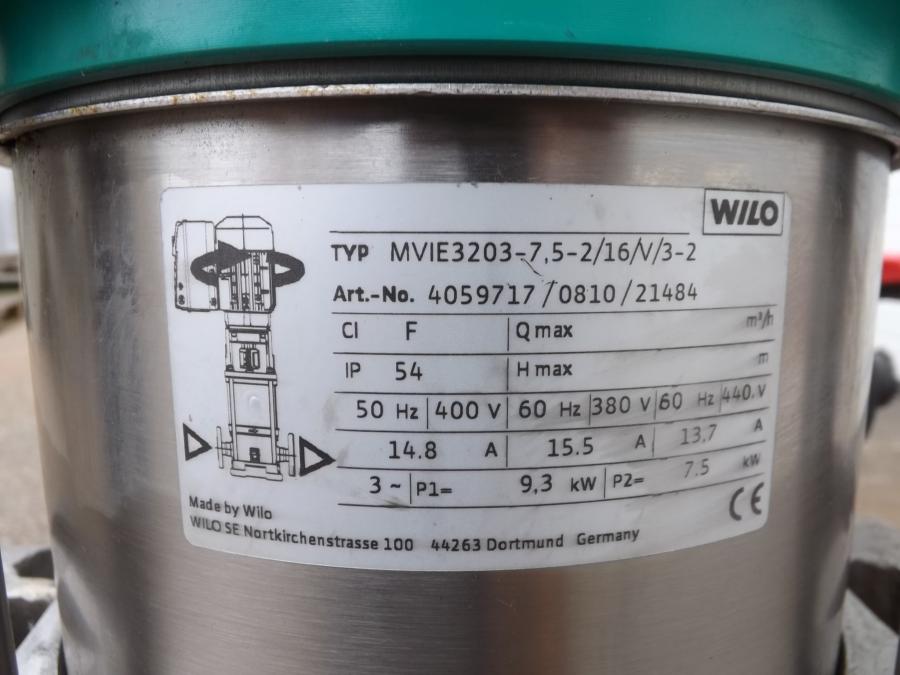 WILO
TYP MVIE3203-7,5-2/16/V/3-2
Art.-No. 4059717/0810/21484
CI F Q max m³/h
IP 54 H max m
50 Hz 400 V 60 Hz 380 V 60 Hz 440 V
14.8 A 15.5 A 13,7 A
3~ P1= 9,3 kW P2= 7.5 kW
CE
Made by Wilo
WILO SE Nortkirchenstrasse 100 44263 Dortmund Germany